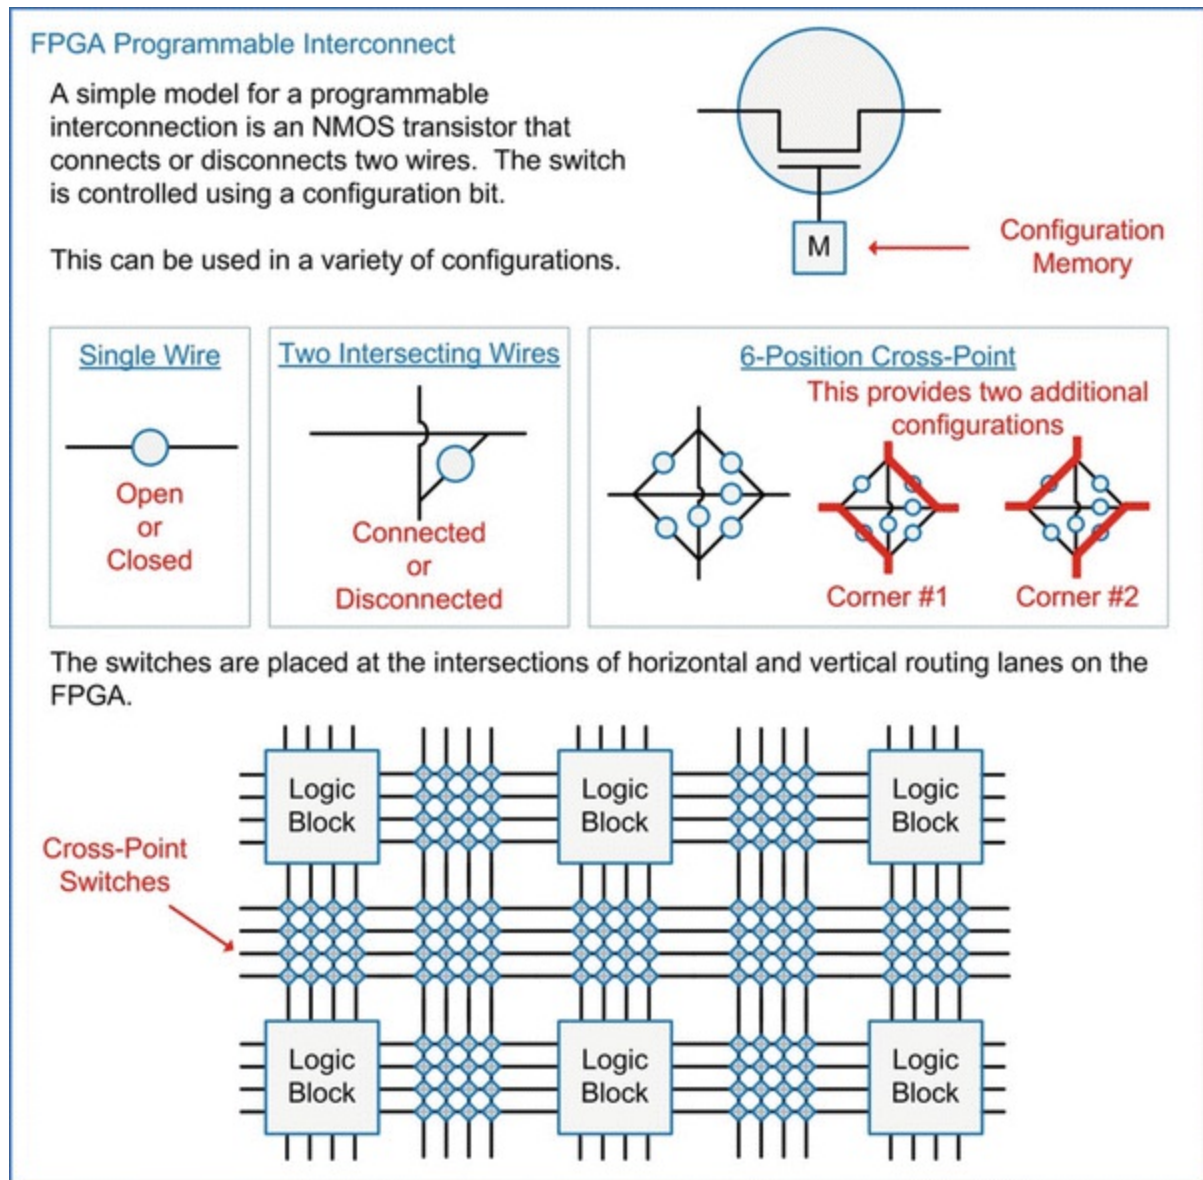 FPGA Programmable Interconnect
A simple model for a programmable
interconnection is an NMOS transistor that
connects or disconnects two wires.  The switch
is controlled using a configuration bit.
This can be used in a variety of configurations.
M
Configuration
Memory
Single Wire
Open
or
Closed
Two Intersecting Wires
Connected
or
Disconnected
6-Position Cross-Point
This provides two additional
configurations
Corner #1
Corner #2
The switches are placed at the intersections of horizontal and vertical routing lanes on the
FPGA.
Logic
Block
Logic
Block
Logic
Block
Cross-Point
Switches
Logic
Block
Logic
Block
Logic
Block